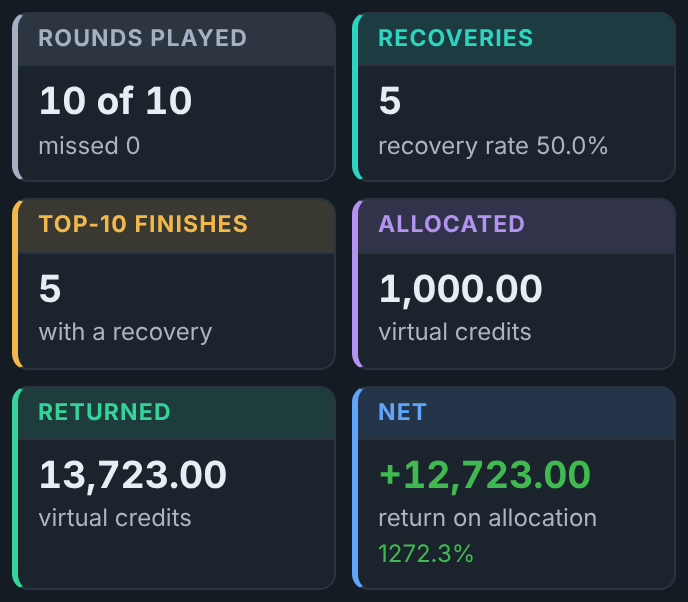 ROUNDS PLAYED
10 of 10
missed 0
RECOVERIES
5
recovery rate 50.0%
TOP-10 FINISHES
5
with a recovery
ALLOCATED
1,000.00
virtual credits
RETURNED
13,723.00
virtual credits
NET
+12,723.00
return on allocation
1272.3%